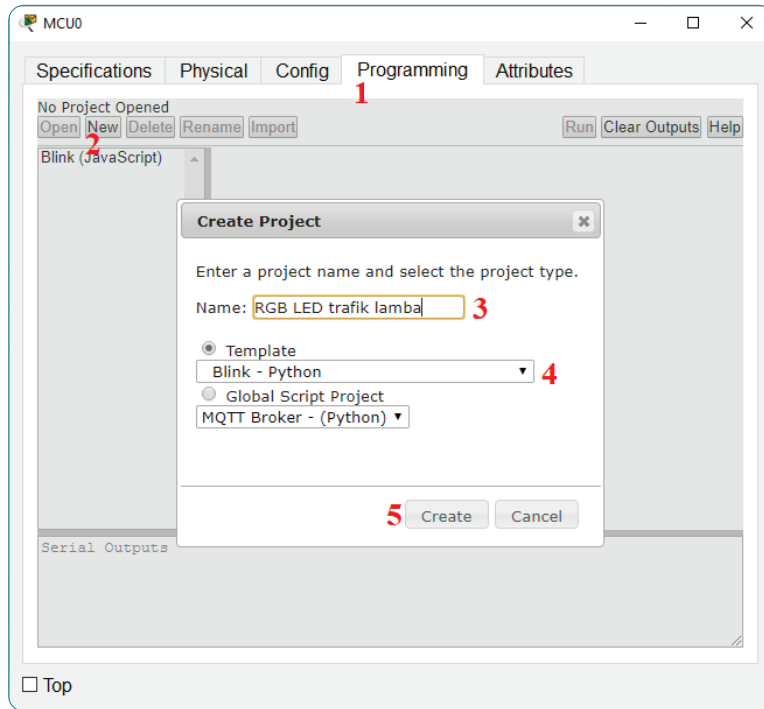 MCU0
Specifications Physical Config Programming Attributes
1
No Project Opened
Open New Delete Rename Import Run Clear Outputs Help
2
Blink (JavaScript)
Create Project
Enter a project name and select the project type.
Name: RGB LED trafik lamba 3
Template
Blink - Python 4
Global Script Project
MQTT Broker - (Python)
5 Create Cancel
Serial Outputs
Top